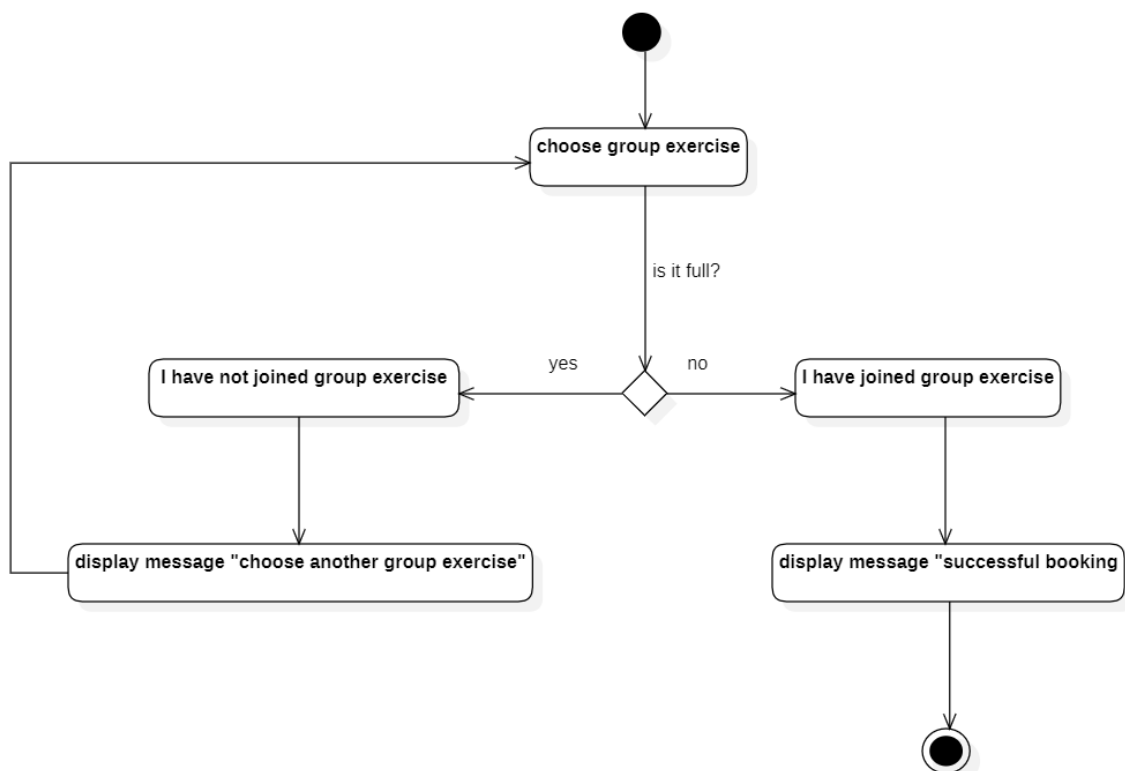 choose group exercise
is it full?
yes
no
I have not joined group exercise
I have joined group exercise
display message "choose another group exercise"
display message "successful booking